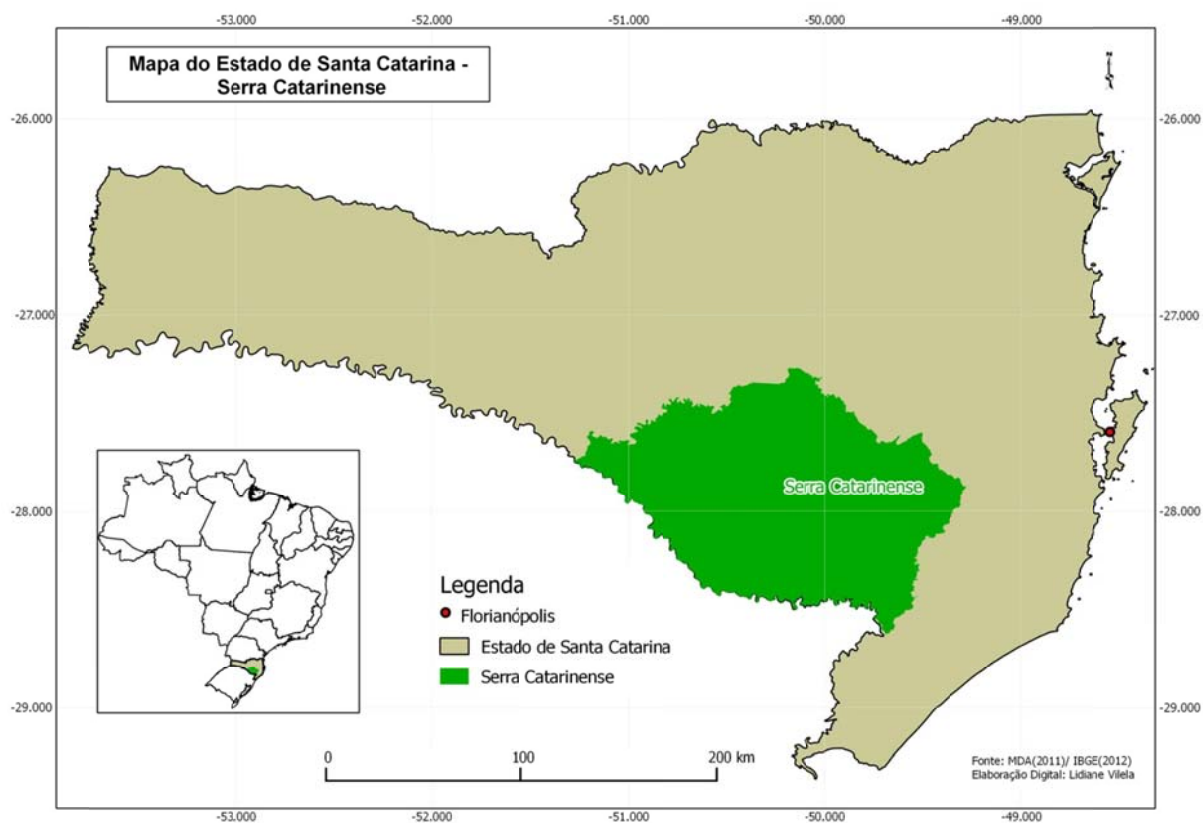 -53.000 -52.000 -51.000 -50.000 -49.000
Mapa do Estado de Santa Catarina -
Serra Catarinense
-26.000 -26.000
-27.000 -27.000
Serra Catarinense
-28.000 -28.000
Legenda
Florianópolis
Estado de Santa Catarina
Serra Catarinense
-29.000 -29.000
0 100 200 km
Fonte: MDA(2011)/ IBGE(2012)
Elaboração Digital: Lidiane Vilela
-53.000 -52.000 -51.000 -50.000 -49.000